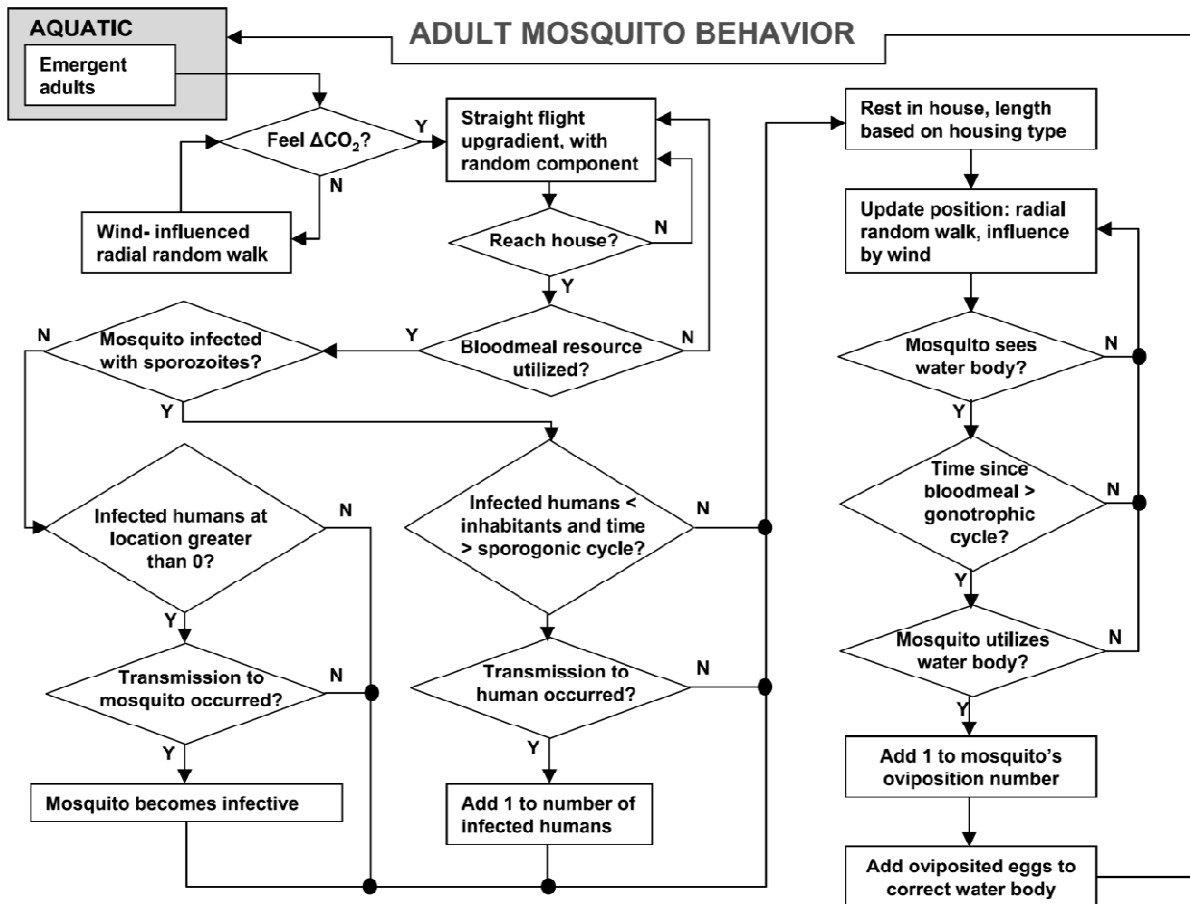 AQUATIC
ADULT MOSQUITO BEHAVIOR
Emergent
adults
Feel ΔCO₂?
Y
N
Wind- influenced
radial random walk
Straight flight
upgradient, with
random component
Reach house?
N
Y
Bloodmeal resource
utilized?
Y
N
Mosquito infected
with sporozoites?
N
Y
Infected humans at
location greater
than 0?
N
Y
Transmission to
mosquito occurred?
N
Y
Mosquito becomes infective
Infected humans <
inhabitants and time
> sporogonic cycle?
N
Y
Transmission to
human occurred?
N
Y
Add 1 to number of
infected humans
Rest in house, length
based on housing type
Update position: radial
random walk, influence
by wind
Mosquito sees
water body?
N
Y
Time since
bloodmeal >
gonotrophic
cycle?
N
Y
Mosquito utilizes
water body?
N
Y
Add 1 to mosquito's
oviposition number
Add oviposited eggs to
correct water body